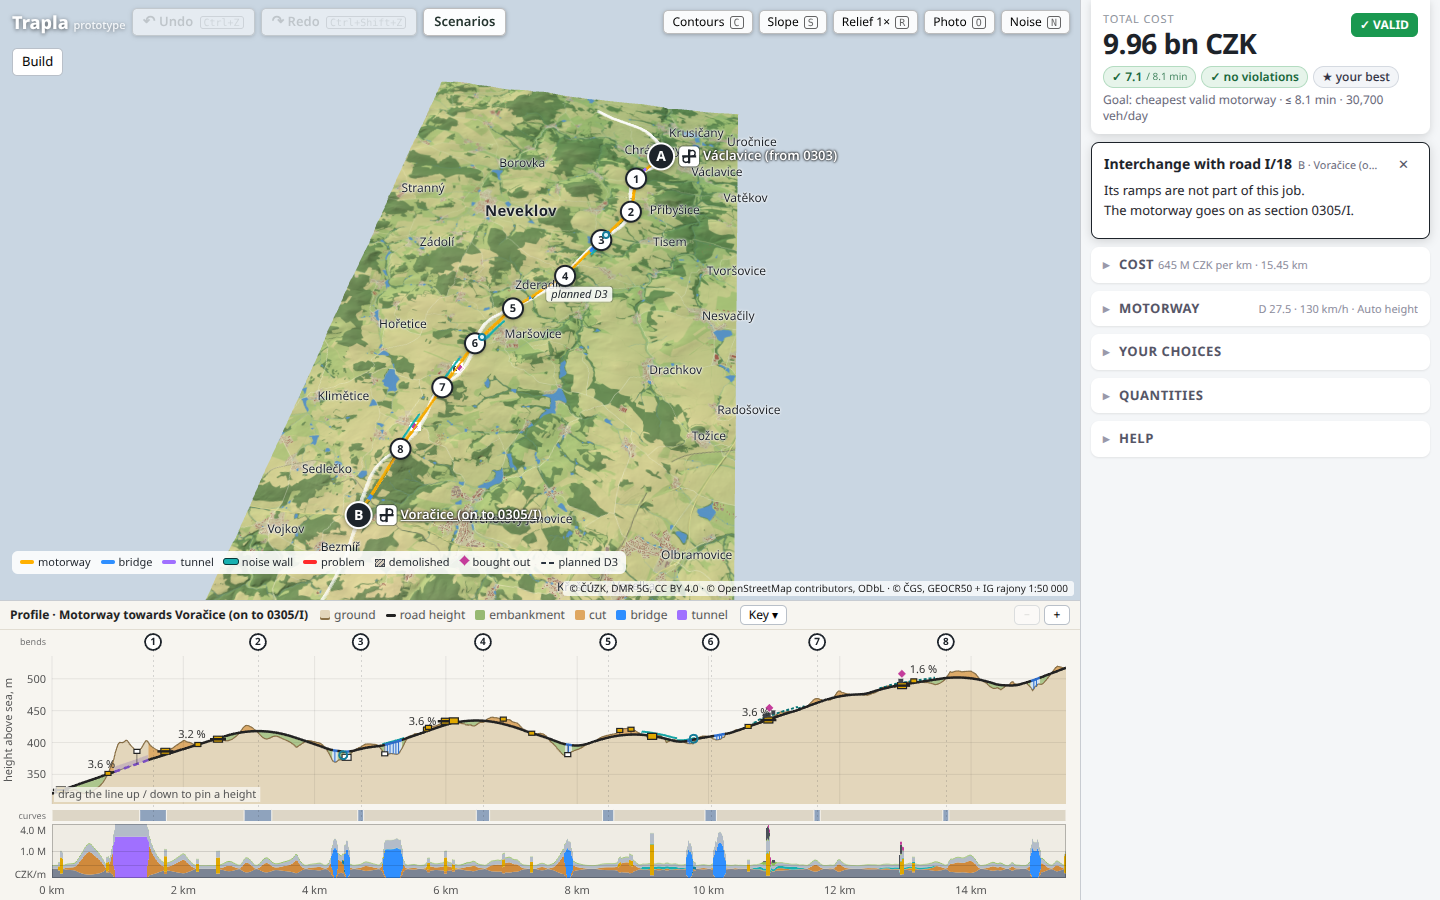 Trapla prototype
↶ Undo Ctrl+Z
↷ Redo Ctrl+Shift+Z
Scenarios
Contours C
Slope S
Relief 1× R
Photo O
Noise N
Build
Krusičany
Úročnice
A
Václavice (from 0303)
Borovka
Václavice
1
Stranný
Vatěkov
Neveklov
2
Přibyšice
Zádolí
3
Tisem
Tvoršovice
4
planned D3
5
Nesvačily
Hořetice
Maršovice
6
Drachkov
7
Klimětice
Radošovice
Tožice
8
Sedlečko
B
Voračice (on to 0305/I)
Vojkov
Bezmíř
Olbramovice
motorway
bridge
tunnel
noise wall
problem
demolished
bought out
planned D3
© ČÚZK, DMR 5G, CC BY 4.0 · © OpenStreetMap contributors, ODbL · © ČGS, GEOCR50 + IG rajony 1:50 000
TOTAL COST
9.96 bn CZK
✓ VALID
✓ 7.1 / 8.1 min
✓ no violations
★ your best
Goal: cheapest valid motorway · ≤ 8.1 min · 30,700
veh/day
Interchange with road I/18 B · Voračice (o... ✕
Its ramps are not part of this job.
The motorway goes on as section 0305/I.
▶ COST 645 M CZK per km · 15.45 km
▶ MOTORWAY D 27.5 · 130 km/h · Auto height
▶ YOUR CHOICES
▶ QUANTITIES
▶ HELP
Profile · Motorway towards Voračice (on to 0305/I)
ground
road height
embankment
cut
bridge
tunnel
Key ▾
−
+
bends
1 2 3 4 5 6 7 8
height above sea, m
500
450
400
350
3.6 %
3.2 %
3.6 %
3.6 %
1.6 %
drag the line up / down to pin a height
curves
4.0 M
1.0 M
CZK/m
0 km 2 km 4 km 6 km 8 km 10 km 12 km 14 km